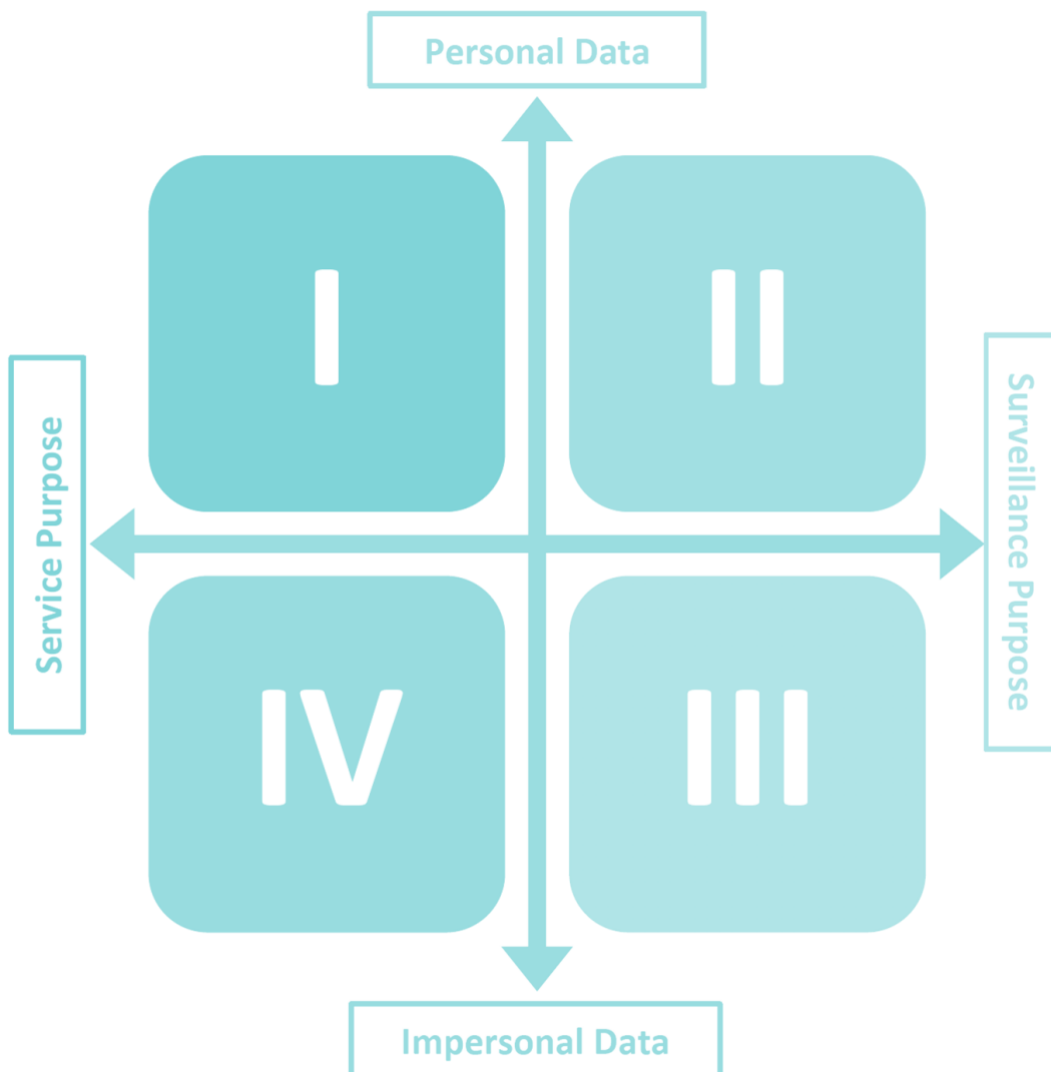 Personal Data
I
II
Service Purpose
Surveillance Purpose
IV
III
Impersonal Data